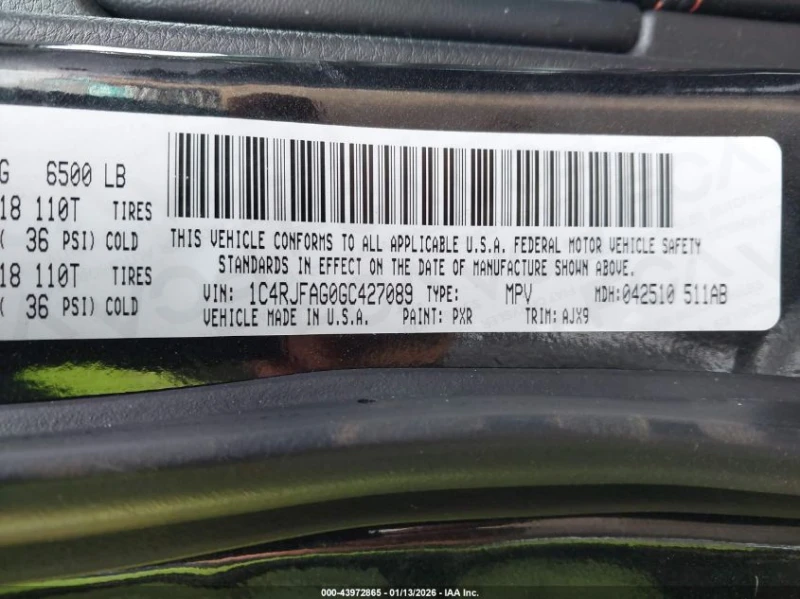 G 6500 LB
18 110T TIRES
( 36 PSI) COLD
18 110T TIRES
( 36 PSI) COLD
THIS VEHICLE CONFORMS TO ALL APPLICABLE U.S.A. FEDERAL MOTOR VEHICLE SAFETY
STANDARDS IN EFFECT ON THE DATE OF MANUFACTURE SHOWN ABOVE.
VIN: 1C4RJFAG0GC427089 TYPE: MPV MDH: 042510 511AB
VEHICLE MADE IN U.S.A. PAINT: PXR TRIM: AJX9
000-43972865 - 01/13/2026 - IAA Inc.